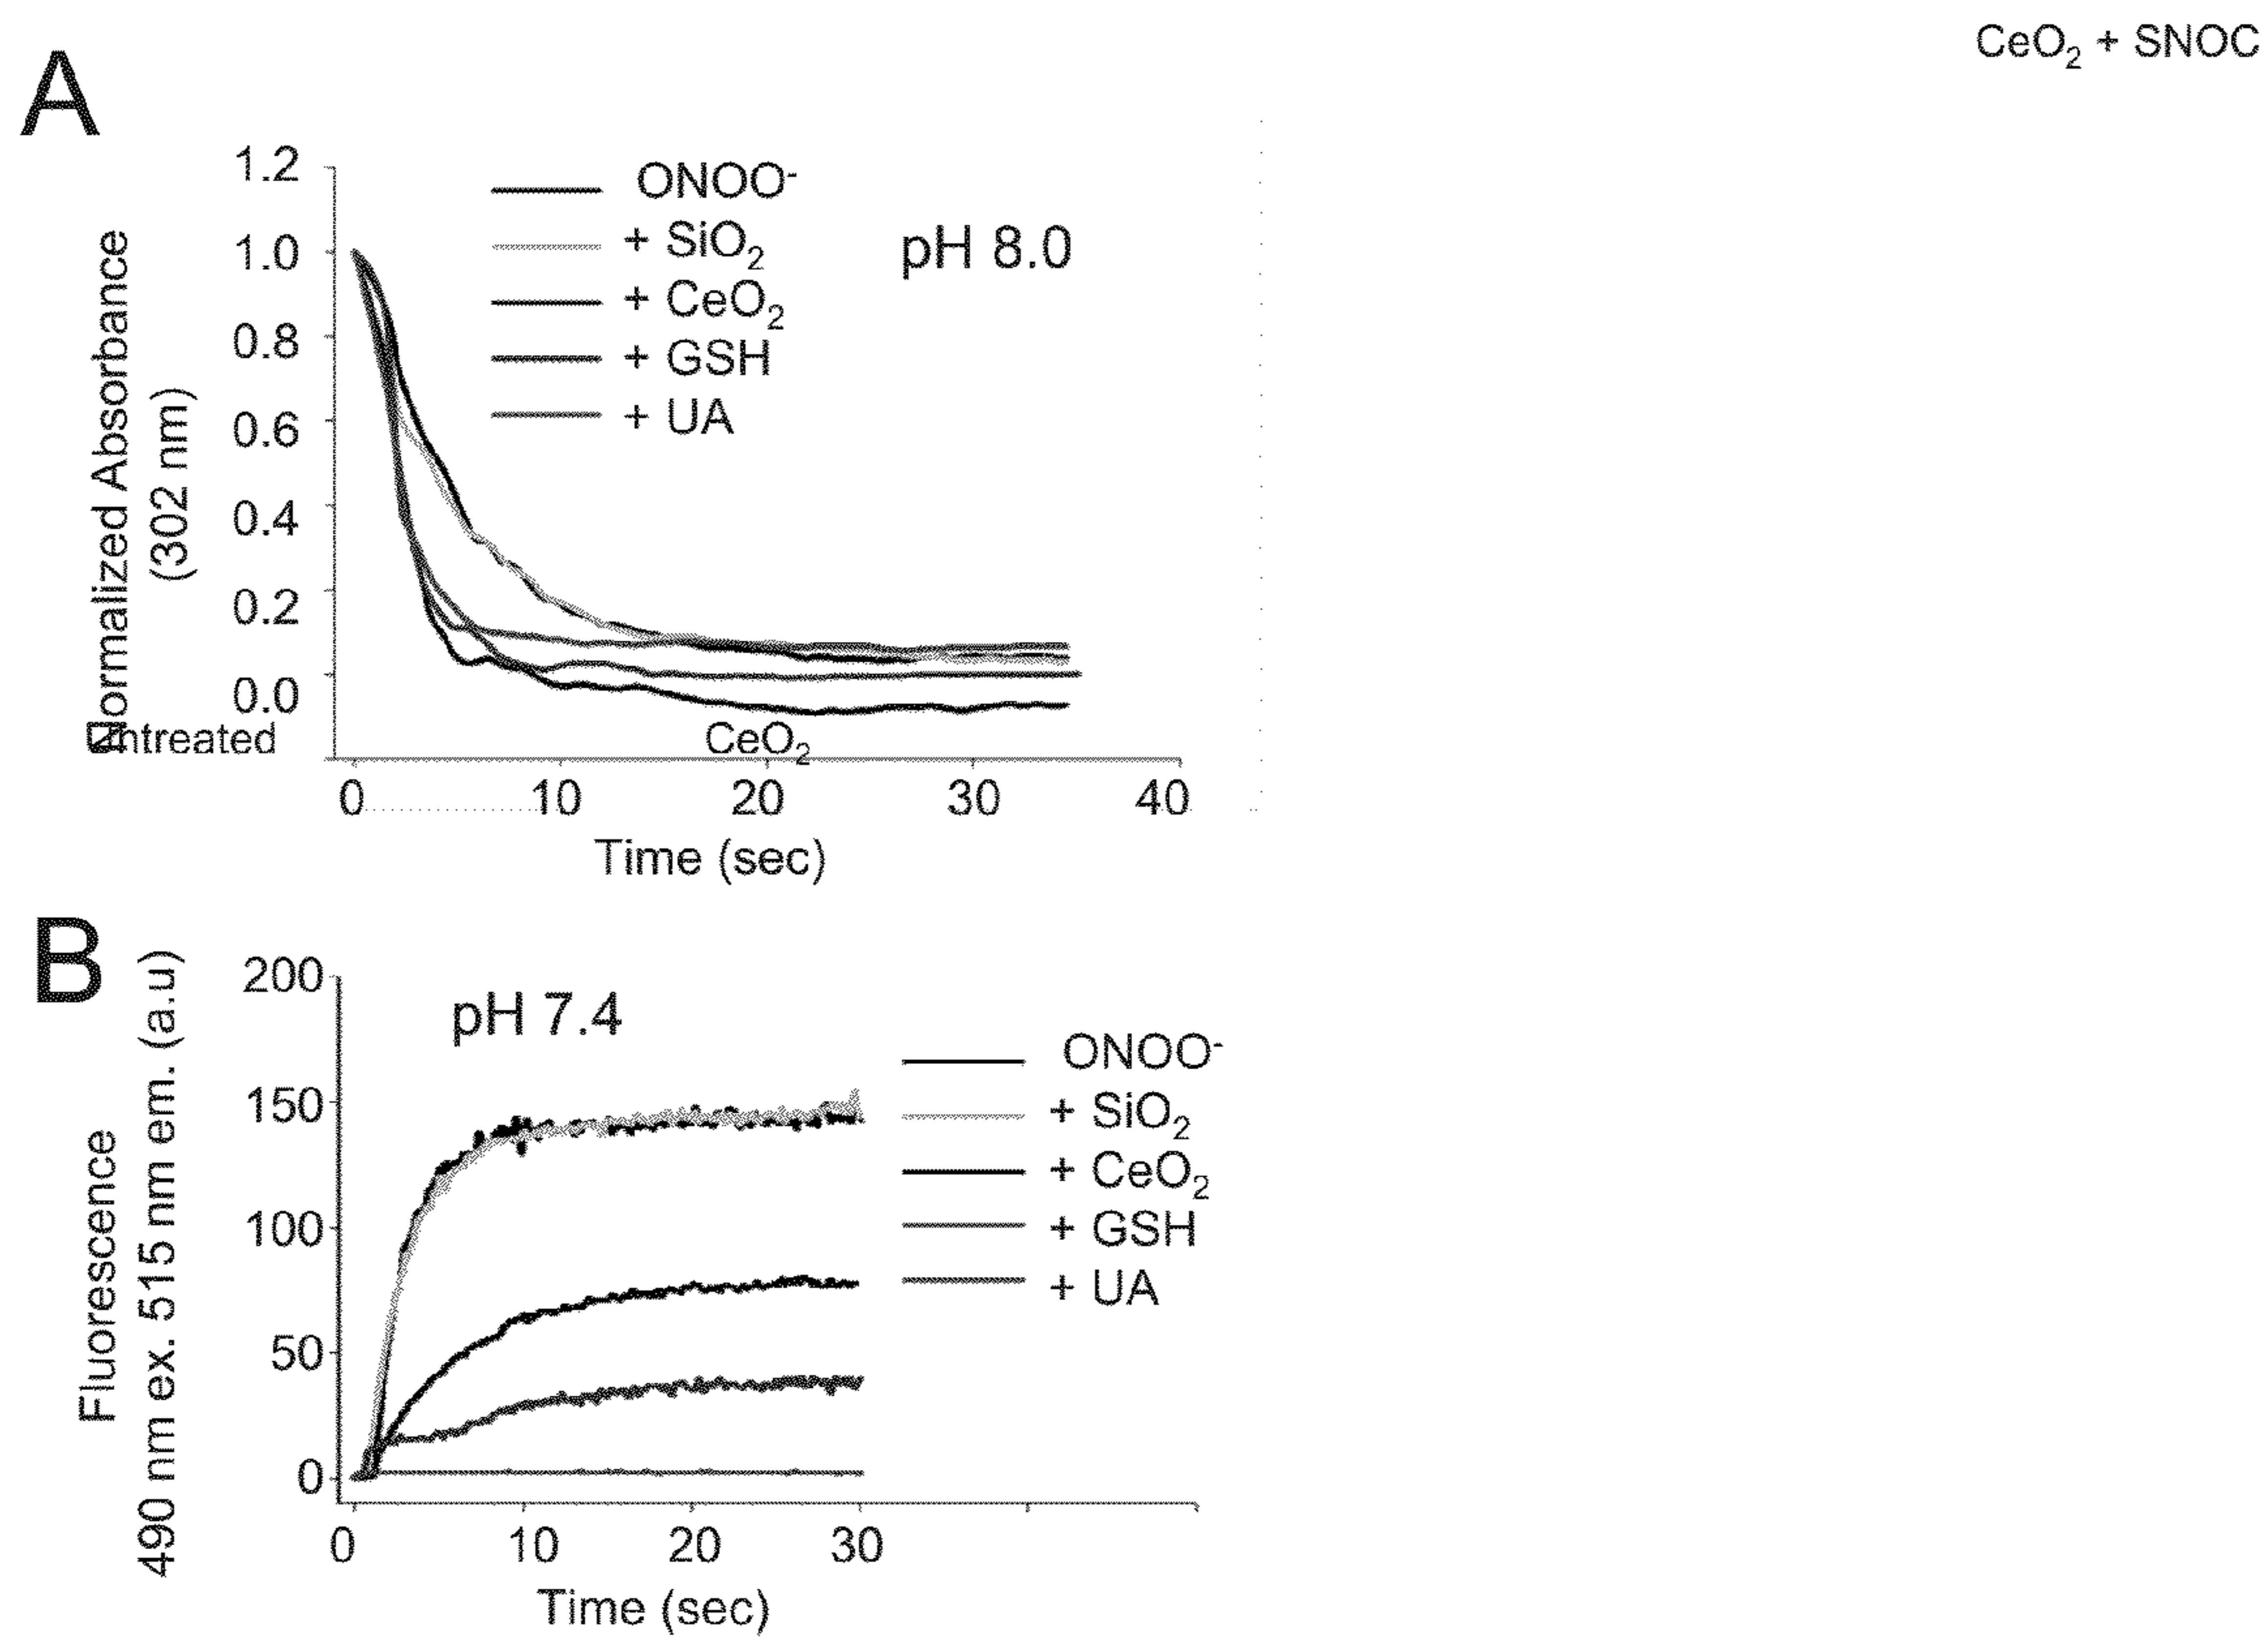 CeO2 + SNOC
A
1.2
1.0
0.8
0.6
0.4
0.2
0.0
Normalized Absorbance
(302 nm)
ONOO-
+ SiO2
+ CeO2
+ GSH
+ UA
pH 8.0
Untreated
CeO2
0 10 20 30 40
Time (sec)
B
200
150
100
50
0
Fluorescence
490 nm ex. 515 nm em. (a.u)
pH 7.4
ONOO-
+ SiO2
+ CeO2
+ GSH
+ UA
0 10 20 30
Time (sec)